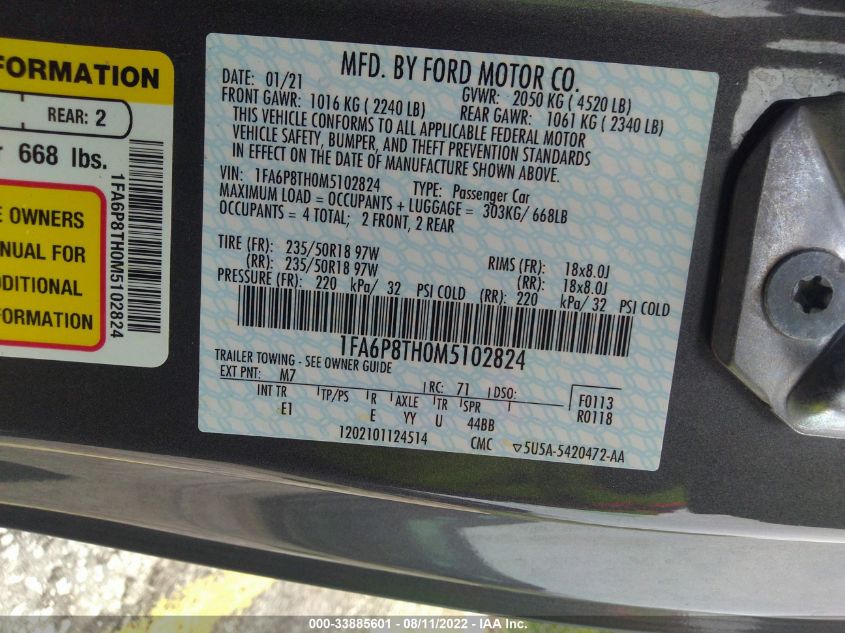 FORMATION
REAR: 2
668 lbs.
E OWNERS
ANUAL FOR
DDITIONAL
FORMATION
1FA6P8TH0M5102824
MFD. BY FORD MOTOR CO.
DATE: 01/21 GVWR: 2050 KG ( 4520 LB)
FRONT GAWR: 1016 KG ( 2240 LB) REAR GAWR: 1061 KG ( 2340 LB)
THIS VEHICLE CONFORMS TO ALL APPLICABLE FEDERAL MOTOR
VEHICLE SAFETY, BUMPER, AND THEFT PREVENTION STANDARDS
IN EFFECT ON THE DATE OF MANUFACTURE SHOWN ABOVE.
VIN: 1FA6P8TH0M5102824 TYPE: Passenger Car
MAXIMUM LOAD = OCCUPANTS + LUGGAGE = 303KG/ 668LB
OCCUPANTS = 4 TOTAL; 2 FRONT, 2 REAR
TIRE (FR): 235/50R18 97W RIMS (FR): 18x8.0J
(RR): 235/50R18 97W (RR): 18x8.0J
PRESSURE (FR): 220 kPa/ 32 PSI COLD (RR): 220 kPa/ 32 PSI COLD
1FA6P8TH0M5102824
TRAILER TOWING - SEE OWNER GUIDE
EXT PNT: M7 RC: 71 DSO: F0113
INT TR TP/PS R AXLE TR SPR R0118
E1 E YY U 44BB
1202101124514 CMC ▽5U5A-5420472-AA
000-33885601 - 08/11/2022 - IAA Inc.